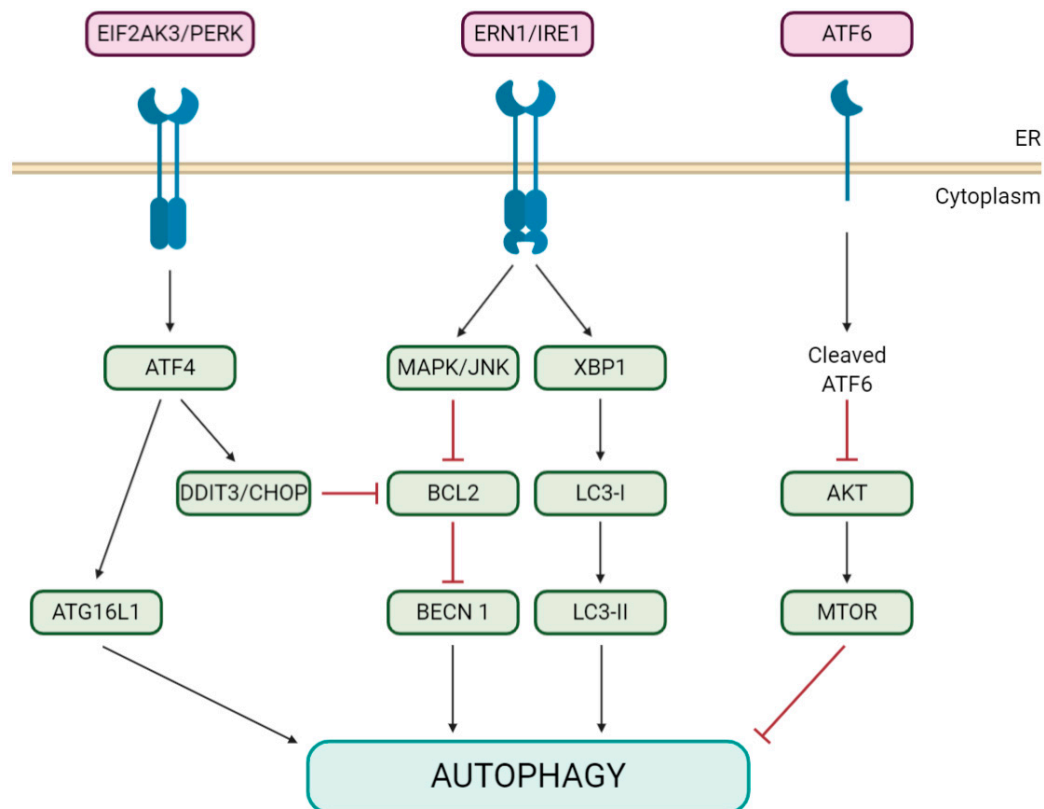 EIF2AK3/PERK
ERN1/IRE1
ATF6
ER
Cytoplasm
ATF4
MAPK/JNK
XBP1
Cleaved
ATF6
DDIT3/CHOP
BCL2
LC3-I
AKT
ATG16L1
BECN 1
LC3-II
MTOR
AUTOPHAGY